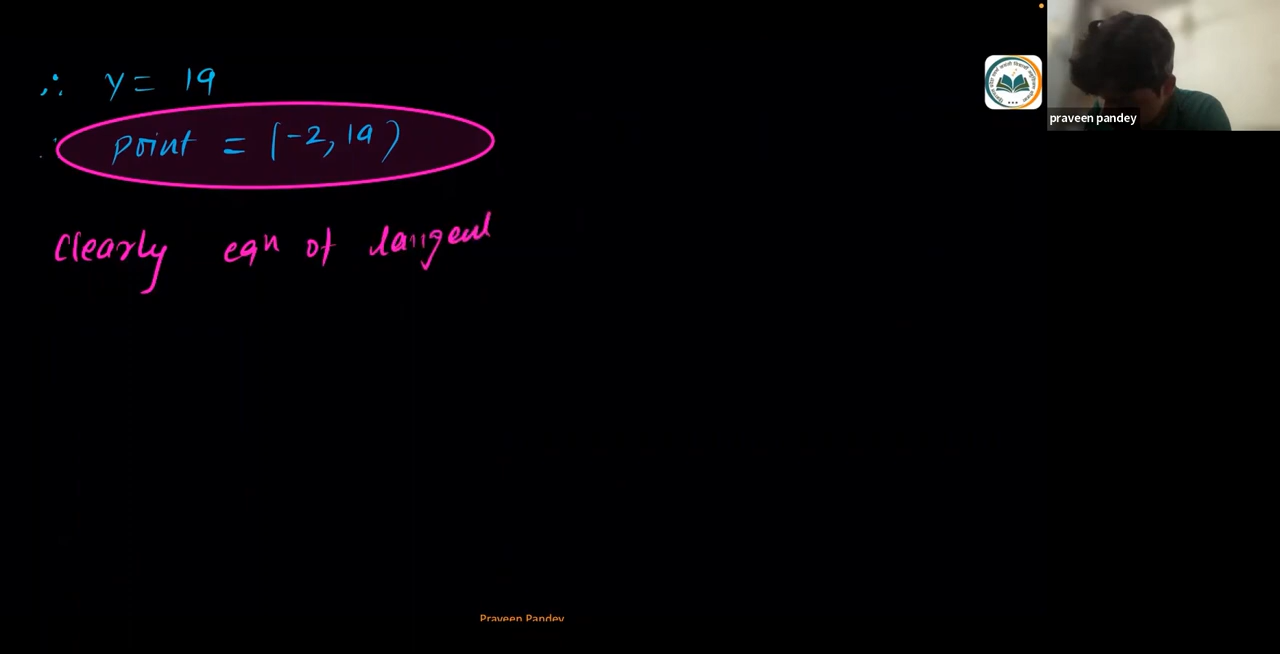 ∴ y = 19
∴ point = (-2, 19)
Clearly eqn of tangent
praveen pandey
Praveen Pandey